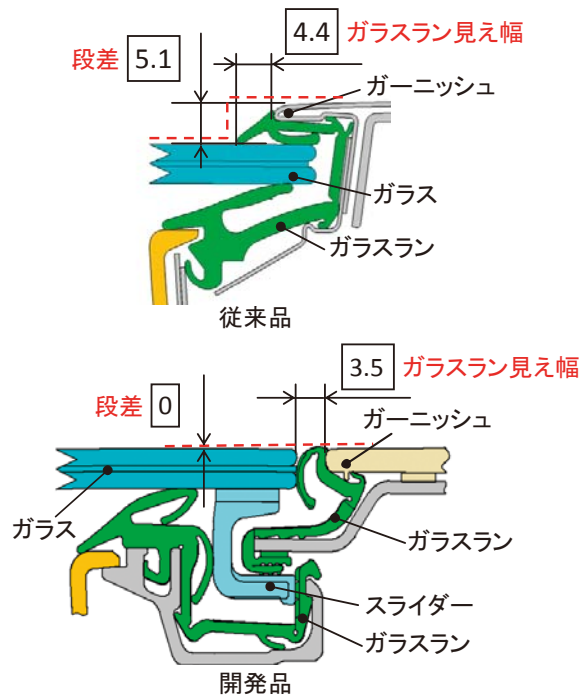 4.4 ガラスラン見え幅
段差 5.1
ガーニッシュ
ガラス
ガラスラン
従来品
3.5 ガラスラン見え幅
段差 0
ガーニッシュ
ガラス
ガラスラン
スライダー
ガラスラン
開発品